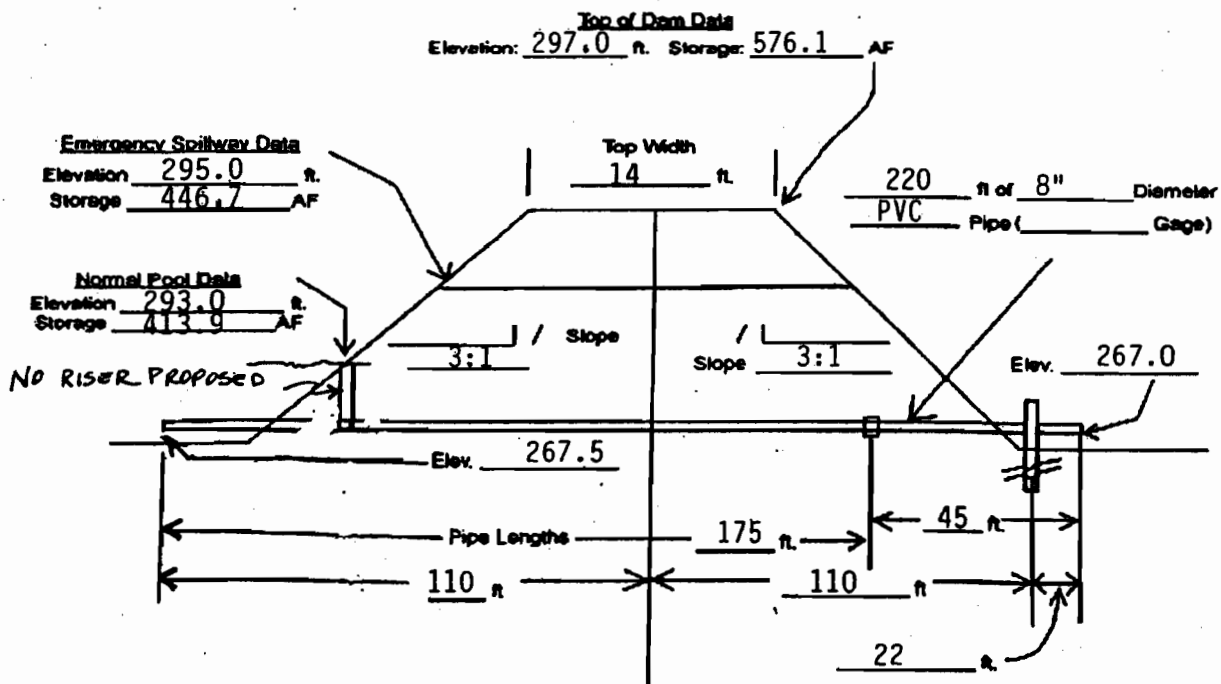 Top of Dam Data
Elevation: 297.0 ft. Storage: 576.1 AF
Emergency Spillway Data
Elevation 295.0 ft.
Storage 446.7 AF
Top Width
14 ft.
220 ft of 8" Diameter
PVC Pipe ( Gage)
Normal Pool Data
Elevation 293.0 ft.
Storage 413.9 AF
/ Slope
3:1
/
Slope 3:1
Elev. 267.0
NO RISER PROPOSED
Elev. 267.5
Pipe Lengths 175 ft.
45 ft.
110 ft
110 ft
22 ft.